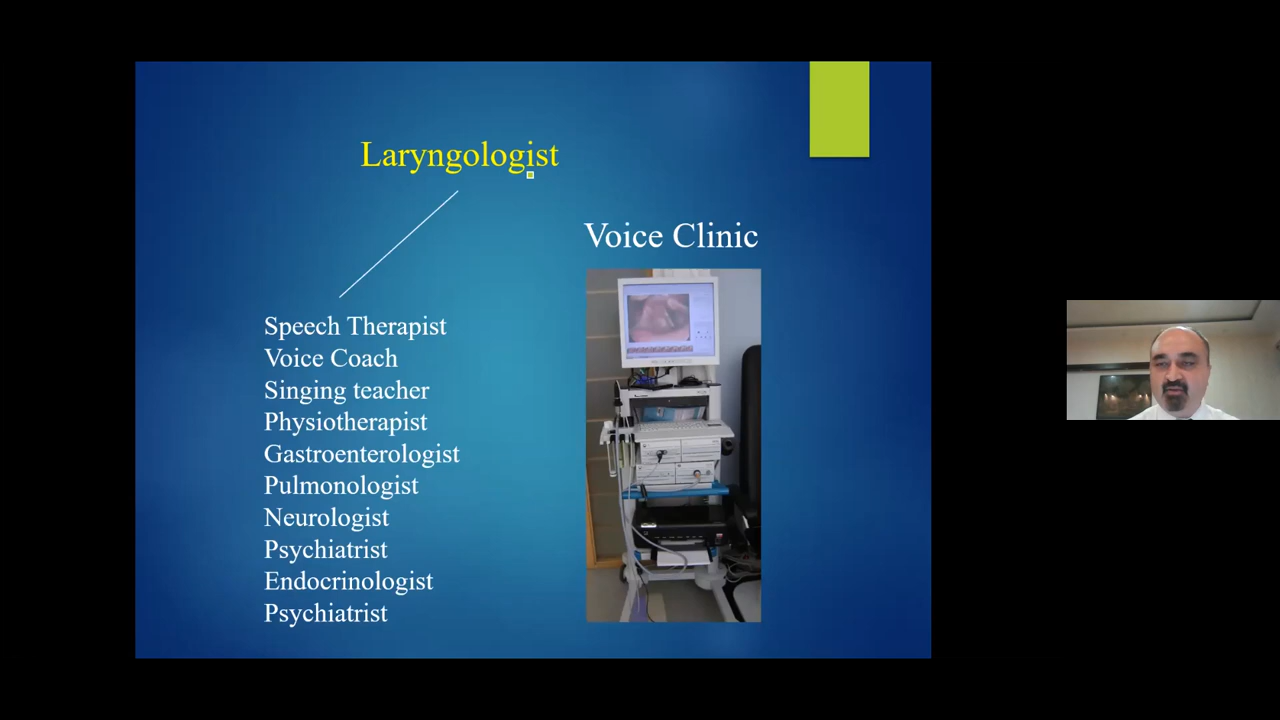 Laryngologist
Voice Clinic
Speech Therapist
Voice Coach
Singing teacher
Physiotherapist
Gastroenterologist
Pulmonologist
Neurologist
Psychiatrist
Endocrinologist
Psychiatrist